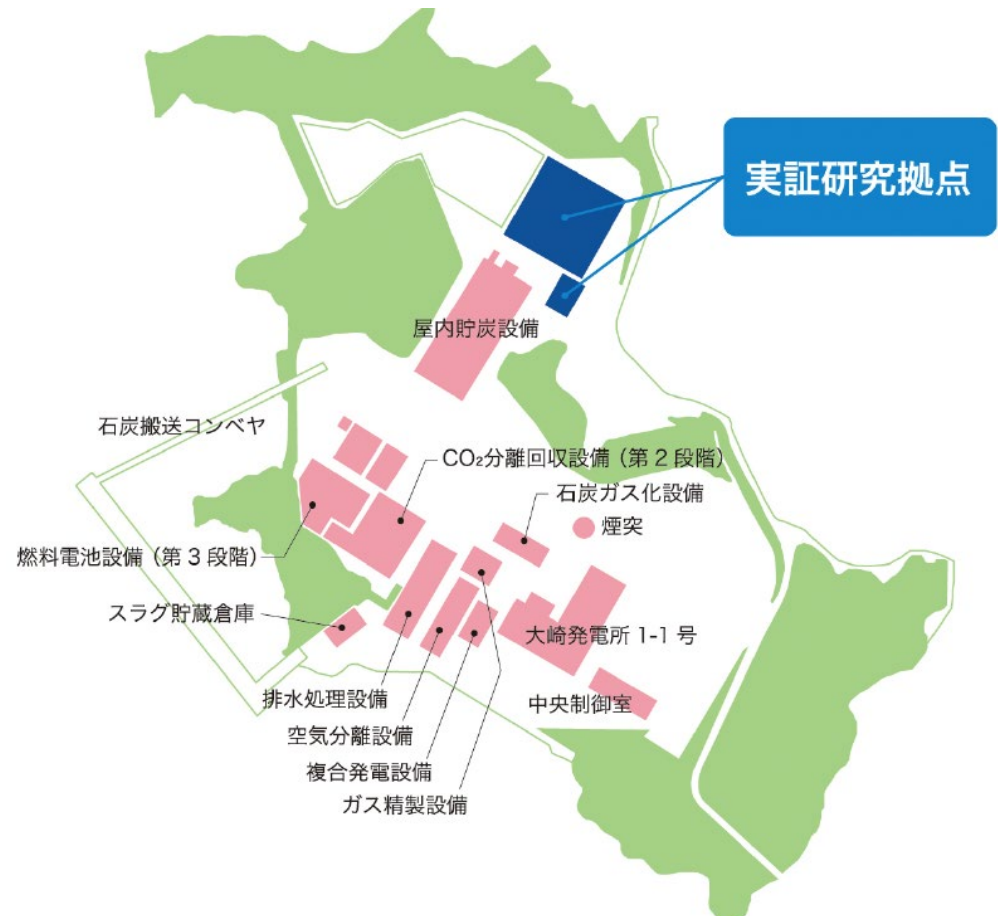 実証研究拠点
屋内貯炭設備
石炭搬送コンベヤ
CO₂分離回収設備（第2段階）
石炭ガス化設備
煙突
燃料電池設備（第3段階）
スラグ貯蔵倉庫
大崎発電所 1-1 号
排水処理設備
中央制御室
空気分離設備
複合発電設備
ガス精製設備